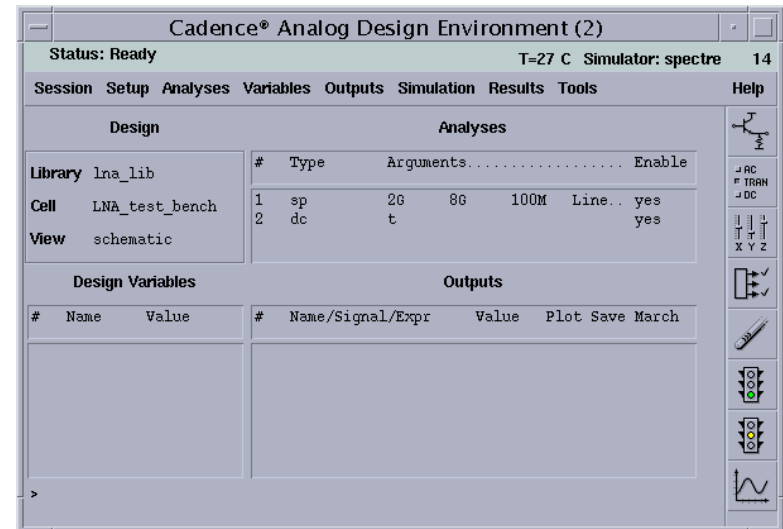 Cadence® Analog Design Environment (2)
Status: Ready T=27 C Simulator: spectre 14
Session Setup Analyses Variables Outputs Simulation Results Tools Help
Design Analyses
Library lna_lib
Cell LNA_test_bench
View schematic
# Type Arguments.................. Enable
1 sp 2G 8G 100M Line.. yes
2 dc t yes
Design Variables Outputs
# Name Value # Name/Signal/Expr Value Plot Save March
>
AC
TRAN
DC
X Y Z